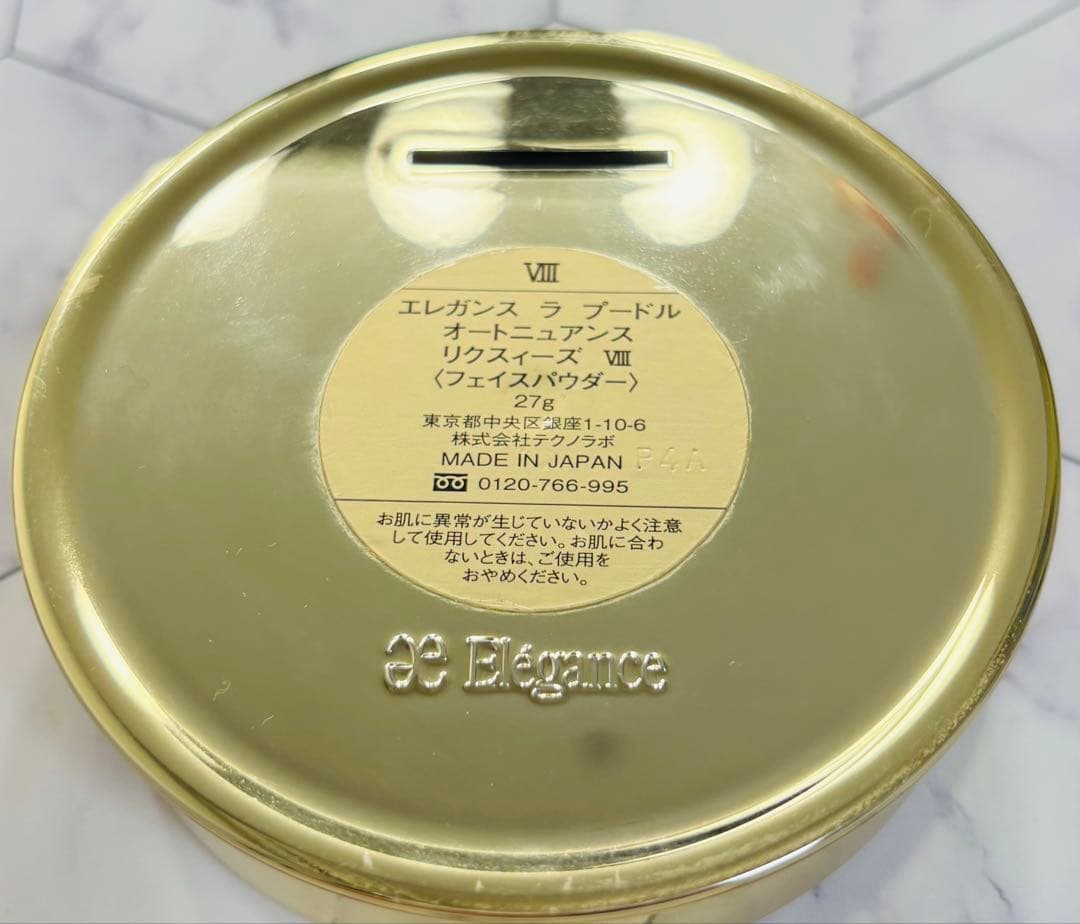 VIII
エレガンス ラ プードル
オートニュアンス
リクスィーズ VIII
〈フェイスパウダー〉
27g
東京都中央区銀座1-10-6
株式会社テクノラボ
MADE IN JAPAN P4A
0120-766-995
お肌に異常が生じていないかよく注意
して使用してください。お肌に合わ
ないときは、ご使用を
おやめください。
əe Elégance